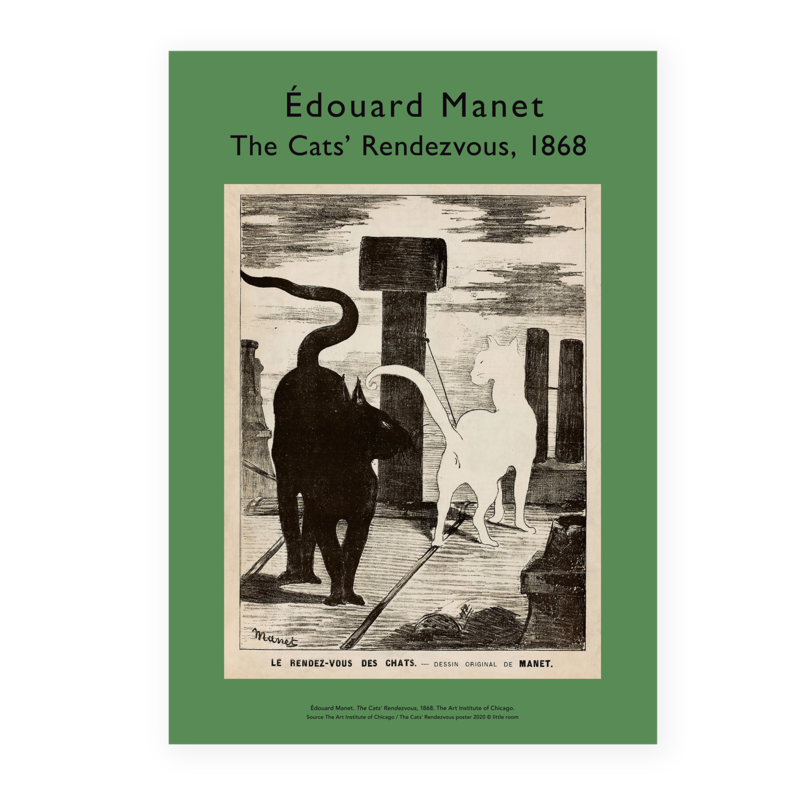 Édouard Manet
The Cats’ Rendezvous, 1868
Manet
LE RENDEZ-VOUS DES CHATS. — DESSIN ORIGINAL DE MANET.
Édouard Manet. The Cats’ Rendezvous, 1868. The Art Institute of Chicago.
Source The Art Institute of Chicago / The Cats’ Rendezvous poster 2020 © little room